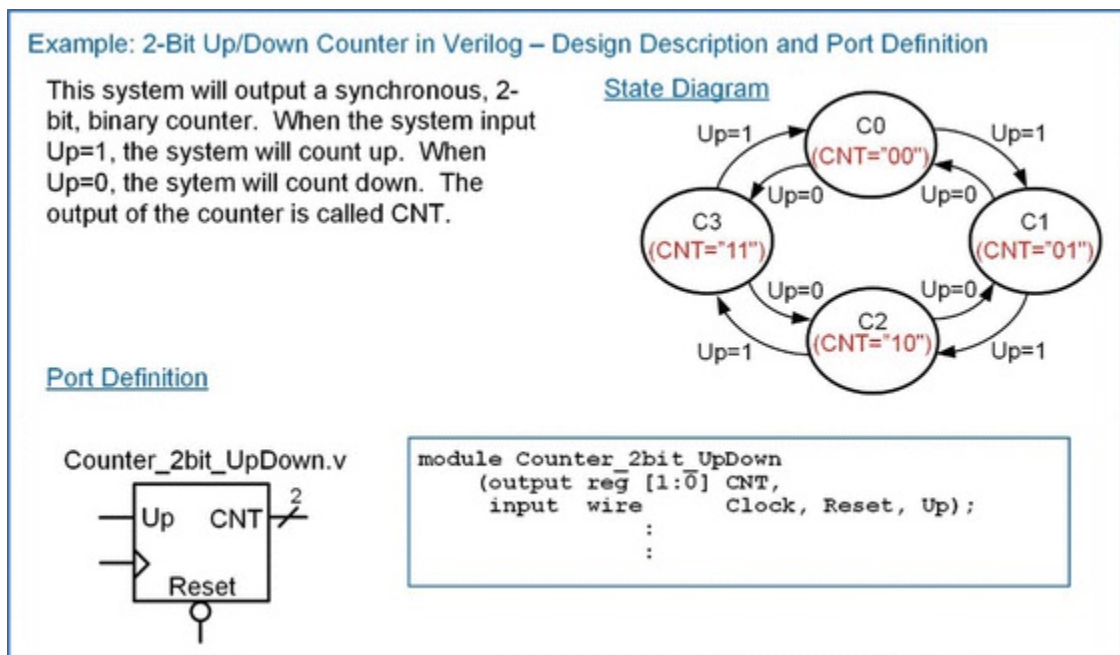 Example: 2-Bit Up/Down Counter in Verilog – Design Description and Port Definition
This system will output a synchronous, 2-
bit, binary counter.  When the system input
Up=1, the system will count up.  When
Up=0, the sytem will count down.  The
output of the counter is called CNT.
State Diagram
C0
(CNT="00")
Up=1
Up=1
Up=0
Up=0
C3
(CNT="11")
C1
(CNT="01")
Up=0
Up=0
C2
(CNT="10")
Up=1
Up=1
Port Definition
Counter_2bit_UpDown.v
Up
CNT
2
Reset
module Counter_2bit_UpDown
(output reg [1:0] CNT,
input  wire       Clock, Reset, Up);
:
: